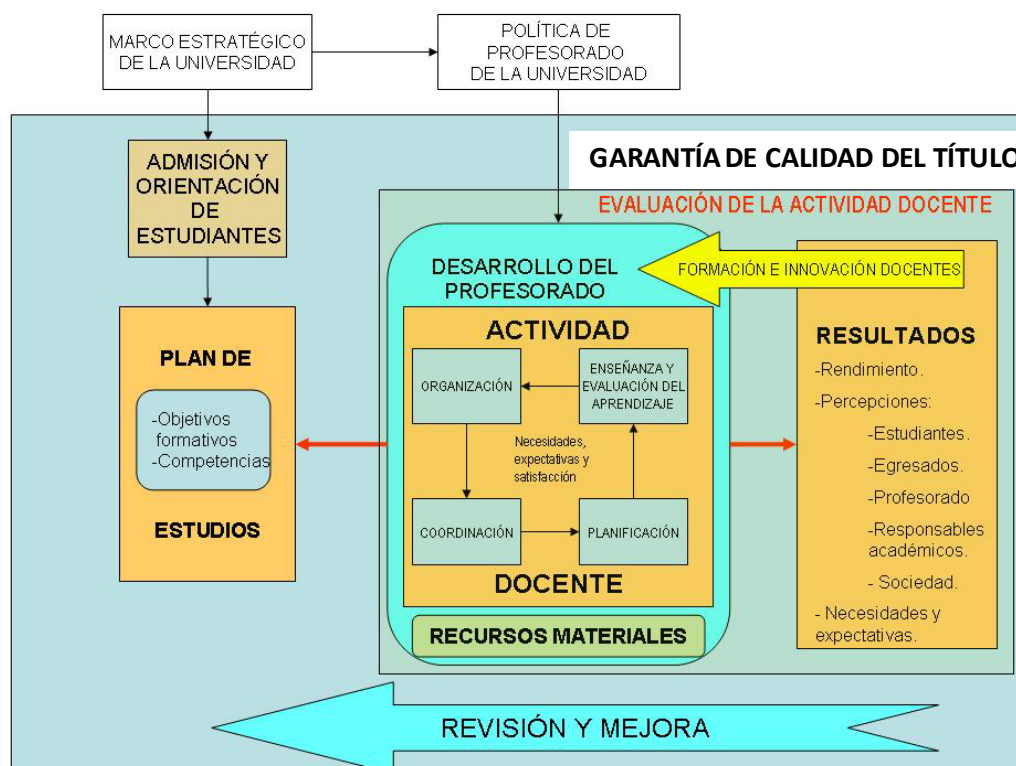 MARCO ESTRATÉGICO
DE LA UNIVERSIDAD
POLÍTICA DE
PROFESORADO
DE LA UNIVERSIDAD
ADMISIÓN Y
ORIENTACIÓN
DE
ESTUDIANTES
GARANTÍA DE CALIDAD DEL TÍTULO
EVALUACIÓN DE LA ACTIVIDAD DOCENTE
DESARROLLO DEL
PROFESORADO
FORMACIÓN E INNOVACIÓN DOCENTES
PLAN DE
-Objetivos
formativos
-Competencias
ESTUDIOS
ACTIVIDAD
ORGANIZACIÓN
ENSEÑANZA Y
EVALUACIÓN DEL
APRENDIZAJE
Necesidades,
expectativas y
satisfacción
COORDINACIÓN
PLANIFICACIÓN
DOCENTE
RECURSOS MATERIALES
RESULTADOS
-Rendimiento.
-Percepciones:
-Estudiantes.
-Egresados.
-Profesorado
-Responsables
académicos.
- Sociedad.
- Necesidades y
expectativas.
REVISIÓN Y MEJORA